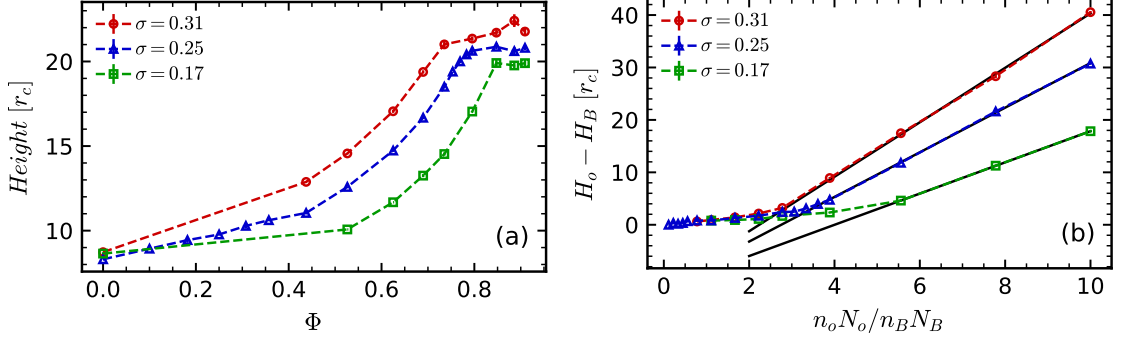 Height [r_c]
20
15
10
σ = 0.31
σ = 0.25
σ = 0.17
(a)
0.0 0.2 0.4 0.6 0.8
Φ
H_o − H_B [r_c]
40
30
20
10
0
σ = 0.31
σ = 0.25
σ = 0.17
(b)
0 2 4 6 8 10
n_oN_o/n_BN_B